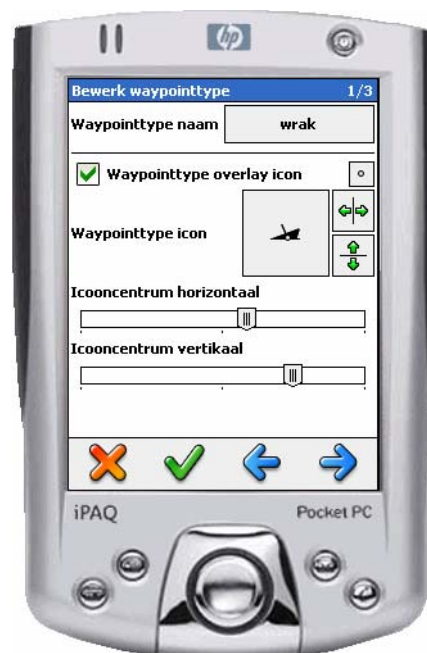 hp
Bewerk waypointtype 1/3
Waypointtype naam wrak
Waypointtype overlay icon
Waypointtype icon
Icooncentrum horizontaal
Icooncentrum vertikaal
iPAQ Pocket PC